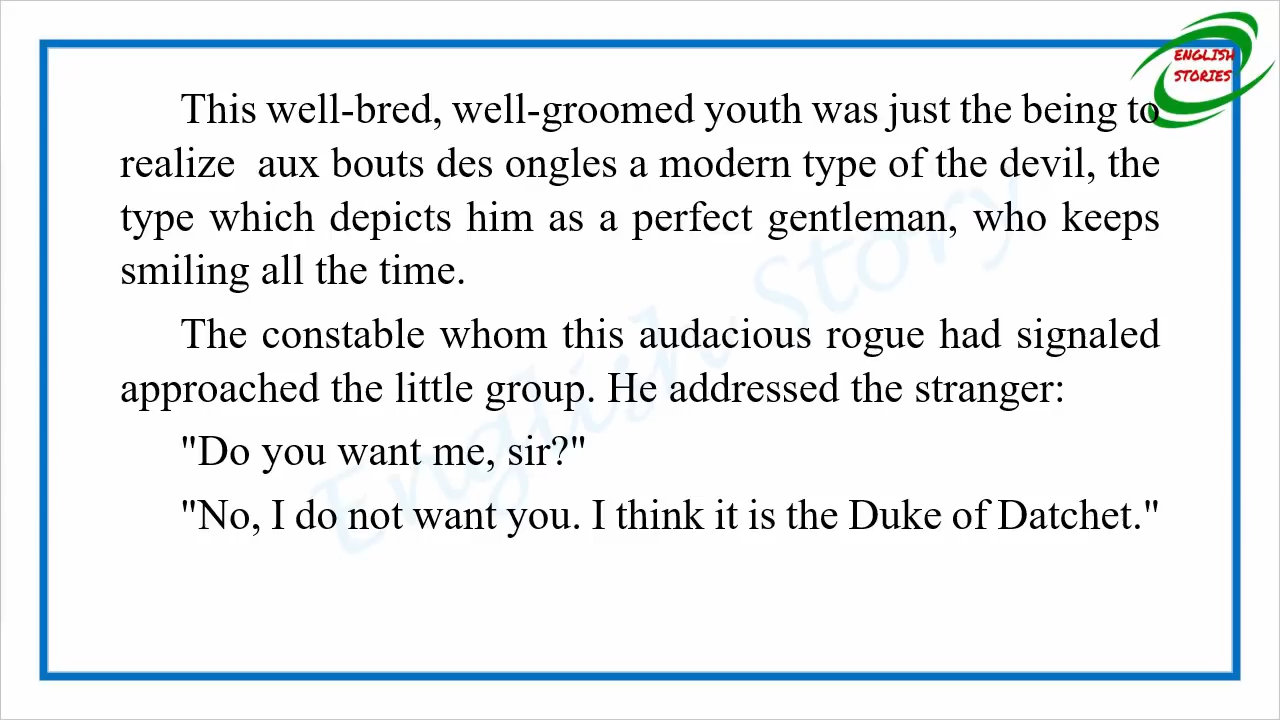 ENGLISH
STORIES
This well-bred, well-groomed youth was just the being to
realize  aux bouts des ongles a modern type of the devil, the
type which depicts him as a perfect gentleman, who keeps
smiling all the time.
The constable whom this audacious rogue had signaled
approached the little group. He addressed the stranger:
"Do you want me, sir?"
"No, I do not want you. I think it is the Duke of Datchet."
English Story